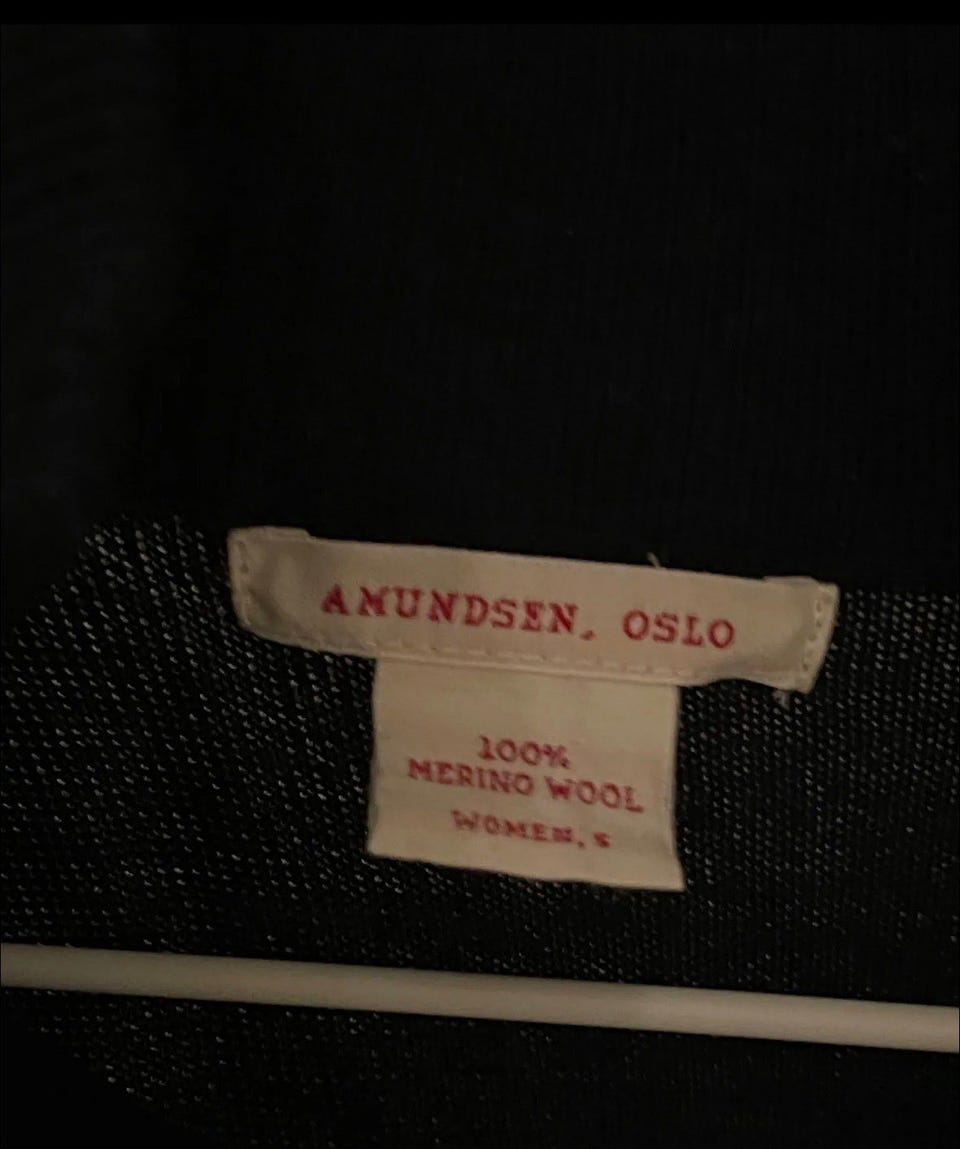 AMUNDSEN, OSLO
100%
MERINO WOOL
WOMEN, S